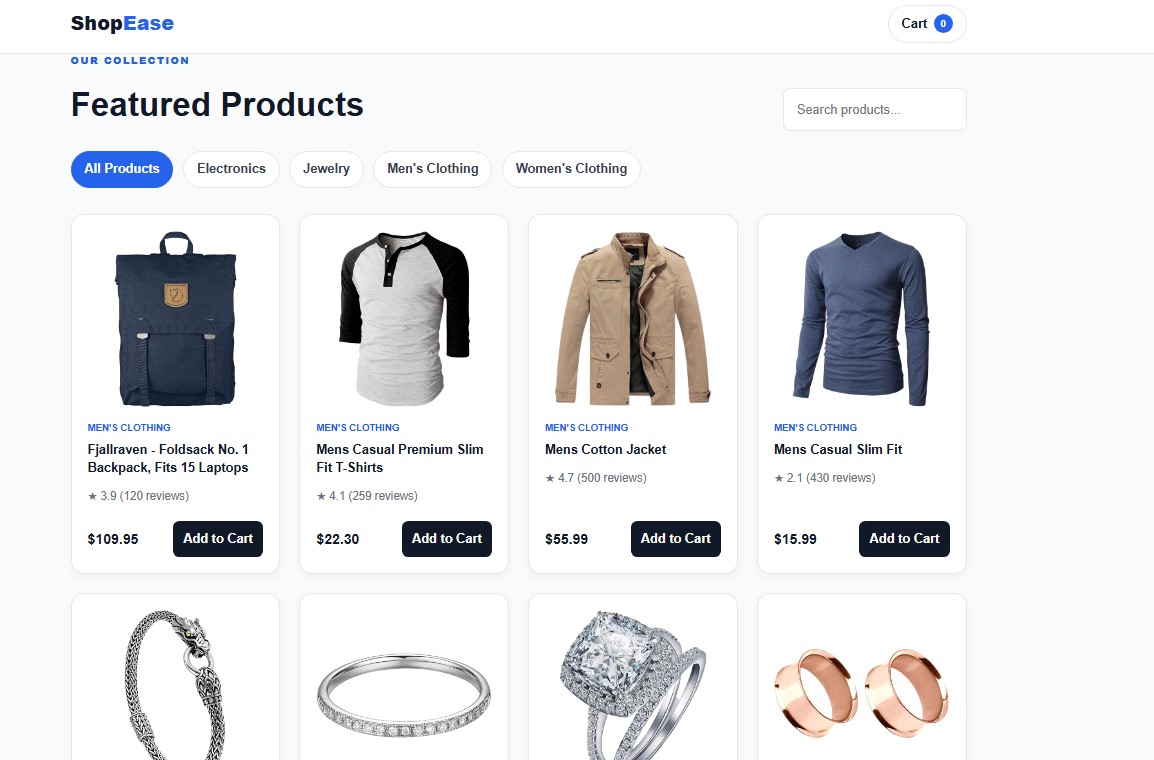 ShopEase
Cart 0
OUR COLLECTION
Featured Products
Search products...
All Products
Electronics
Jewelry
Men's Clothing
Women's Clothing
MEN'S CLOTHING
Fjallraven - Foldsack No. 1
Backpack, Fits 15 Laptops
★ 3.9 (120 reviews)
$109.95
Add to Cart
MEN'S CLOTHING
Mens Casual Premium Slim
Fit T-Shirts
★ 4.1 (259 reviews)
$22.30
Add to Cart
MEN'S CLOTHING
Mens Cotton Jacket
★ 4.7 (500 reviews)
$55.99
Add to Cart
MEN'S CLOTHING
Mens Casual Slim Fit
★ 2.1 (430 reviews)
$15.99
Add to Cart